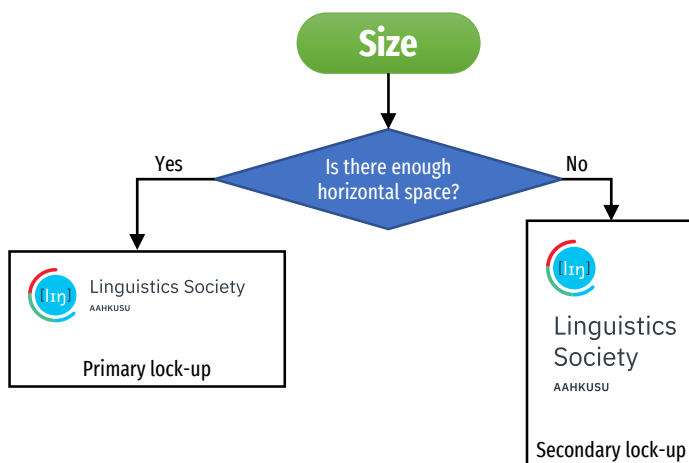 Size
Is there enough
horizontal space?
Yes
No
[lɪŋ]
Linguistics Society
AAHKUSU
Primary lock-up
[lɪŋ]
Linguistics
Society
AAHKUSU
Secondary lock-up